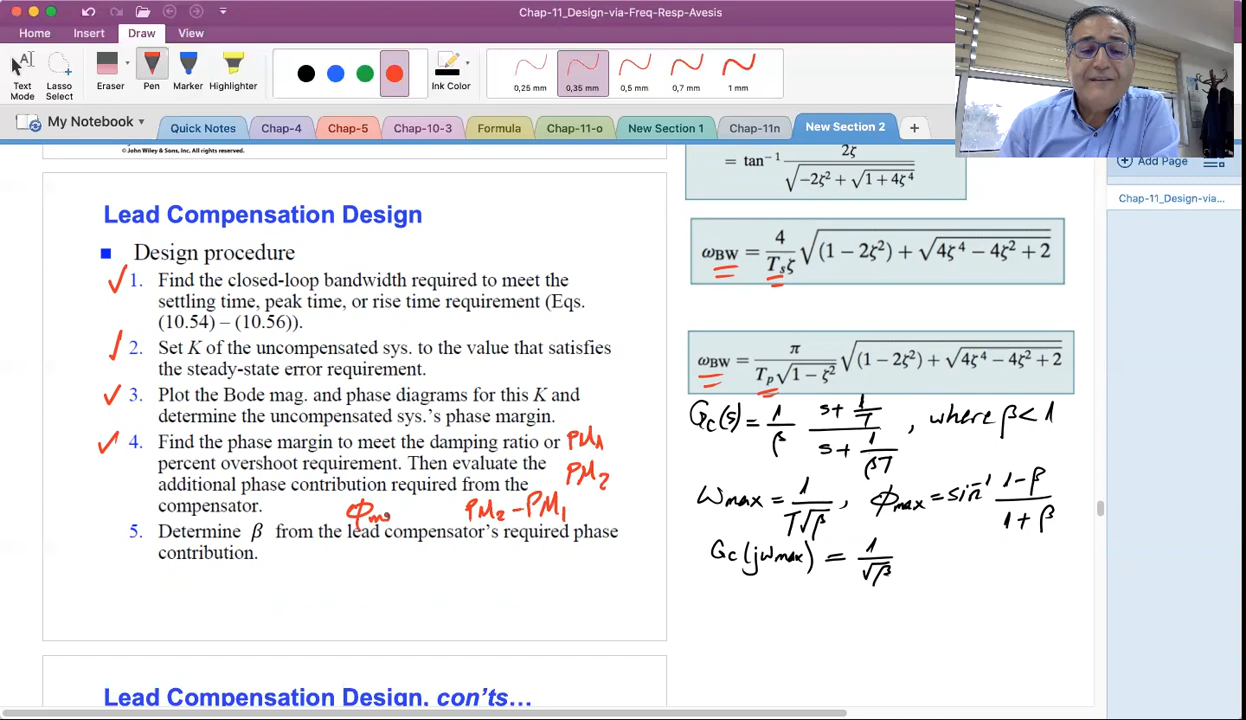 Chap-11_Design-via-Freq-Resp-Avesis
Home Insert Draw View
Text Mode
Lasso Select
Eraser
Pen
Marker
Highlighter
Ink Color
0,25 mm 0,35 mm 0,5 mm 0,7 mm 1 mm
My Notebook
Quick Notes Chap-4 Chap-5 Chap-10-3 Formula Chap-11-o New Section 1 Chap-11n New Section 2 +
Add Page
Chap-11_Design-via...
© John Wiley & Sons, Inc. All rights reserved.
Lead Compensation Design
Design procedure
1. Find the closed-loop bandwidth required to meet the
settling time, peak time, or rise time requirement (Eqs.
(10.54) – (10.56)).
2. Set K of the uncompensated sys. to the value that satisfies
the steady-state error requirement.
3. Plot the Bode mag. and phase diagrams for this K and
determine the uncompensated sys.'s phase margin.
4. Find the phase margin to meet the damping ratio or PM1
percent overshoot requirement. Then evaluate the PM2
additional phase contribution required from the
compensator. ϕm PM2 – PM1
5. Determine β from the lead compensator's required phase
contribution.
= tan⁻¹ 2ζ / √(−2ζ² + √(1 + 4ζ⁴))
ωBW = 4/(Tsζ) √((1 − 2ζ²) + √(4ζ⁴ − 4ζ² + 2))
ωBW = π/(Tp√(1 − ζ²)) √((1 − 2ζ²) + √(4ζ⁴ − 4ζ² + 2))
Gc(s) = 1/β (s + 1/T)/(s + 1/βT), where β < 1
ωmax = 1/(T√β), ϕmax = sin⁻¹ (1−β)/(1+β)
Gc(jωmax) = 1/√β
Lead Compensation Design, con'ts…